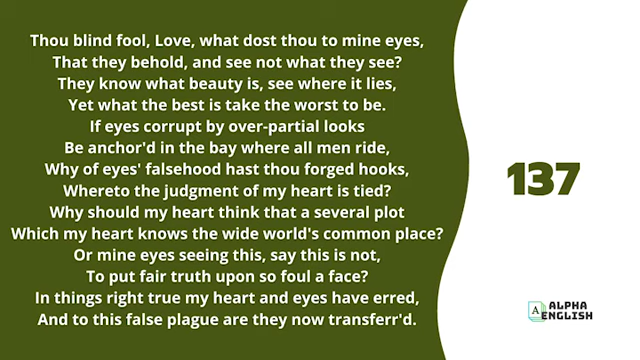 Thou blind fool, Love, what dost thou to mine eyes,
That they behold, and see not what they see?
They know what beauty is, see where it lies,
Yet what the best is take the worst to be.
If eyes corrupt by over-partial looks
Be anchor'd in the bay where all men ride,
Why of eyes' falsehood hast thou forged hooks,
Whereto the judgment of my heart is tied?
Why should my heart think that a several plot
Which my heart knows the wide world's common place?
Or mine eyes seeing this, say this is not,
To put fair truth upon so foul a face?
In things right true my heart and eyes have erred,
And to this false plague are they now transferr'd.
137
A
ALPHA
ENGLISH